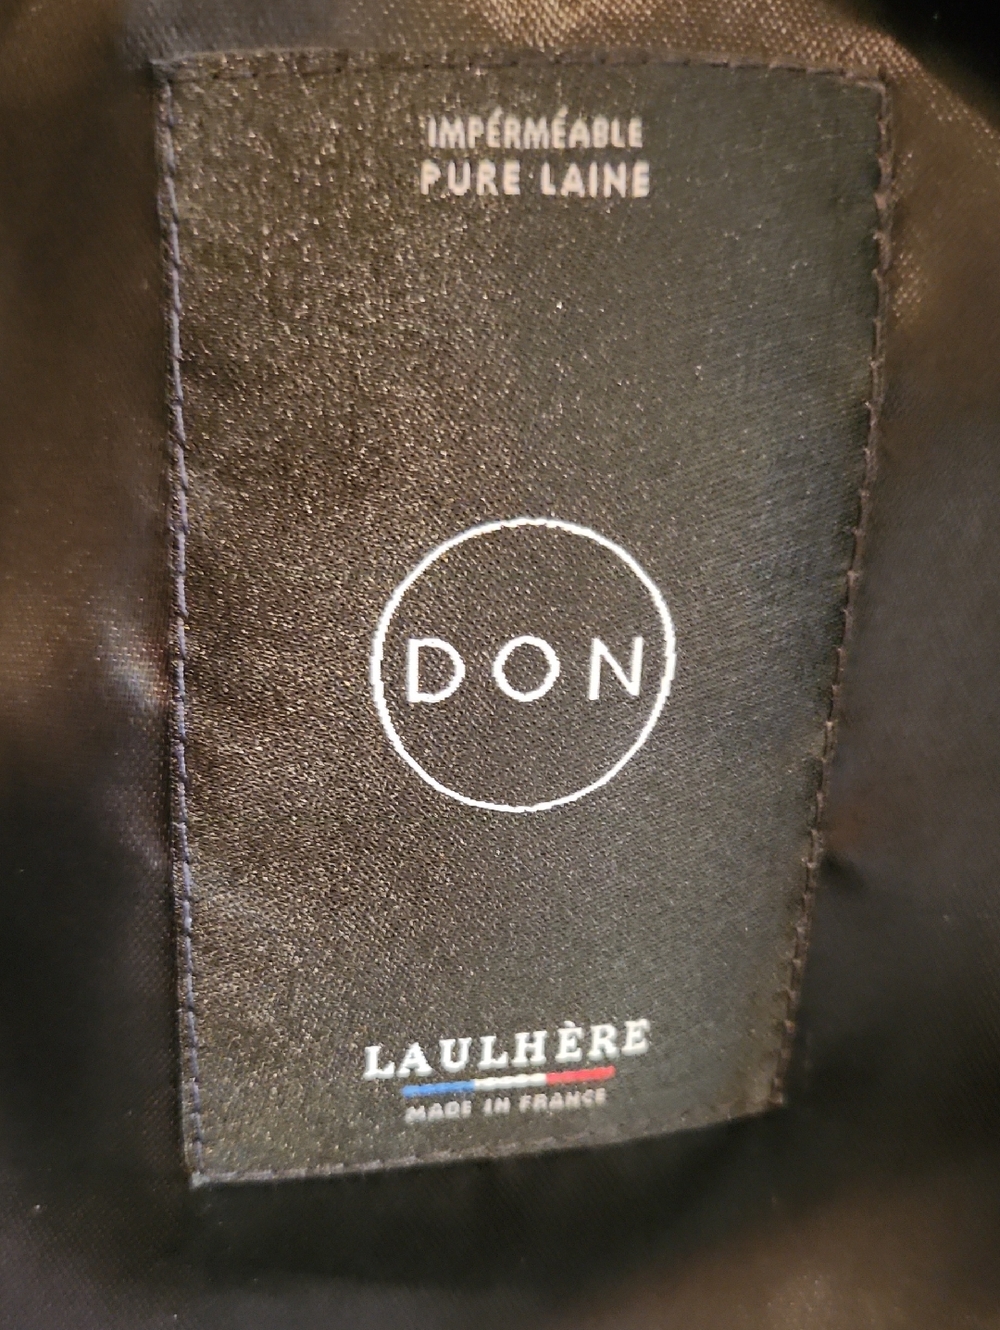 IMPÉRMÉABLE
PURE LAINE
DON
LAULHÈRE
MADE IN FRANCE